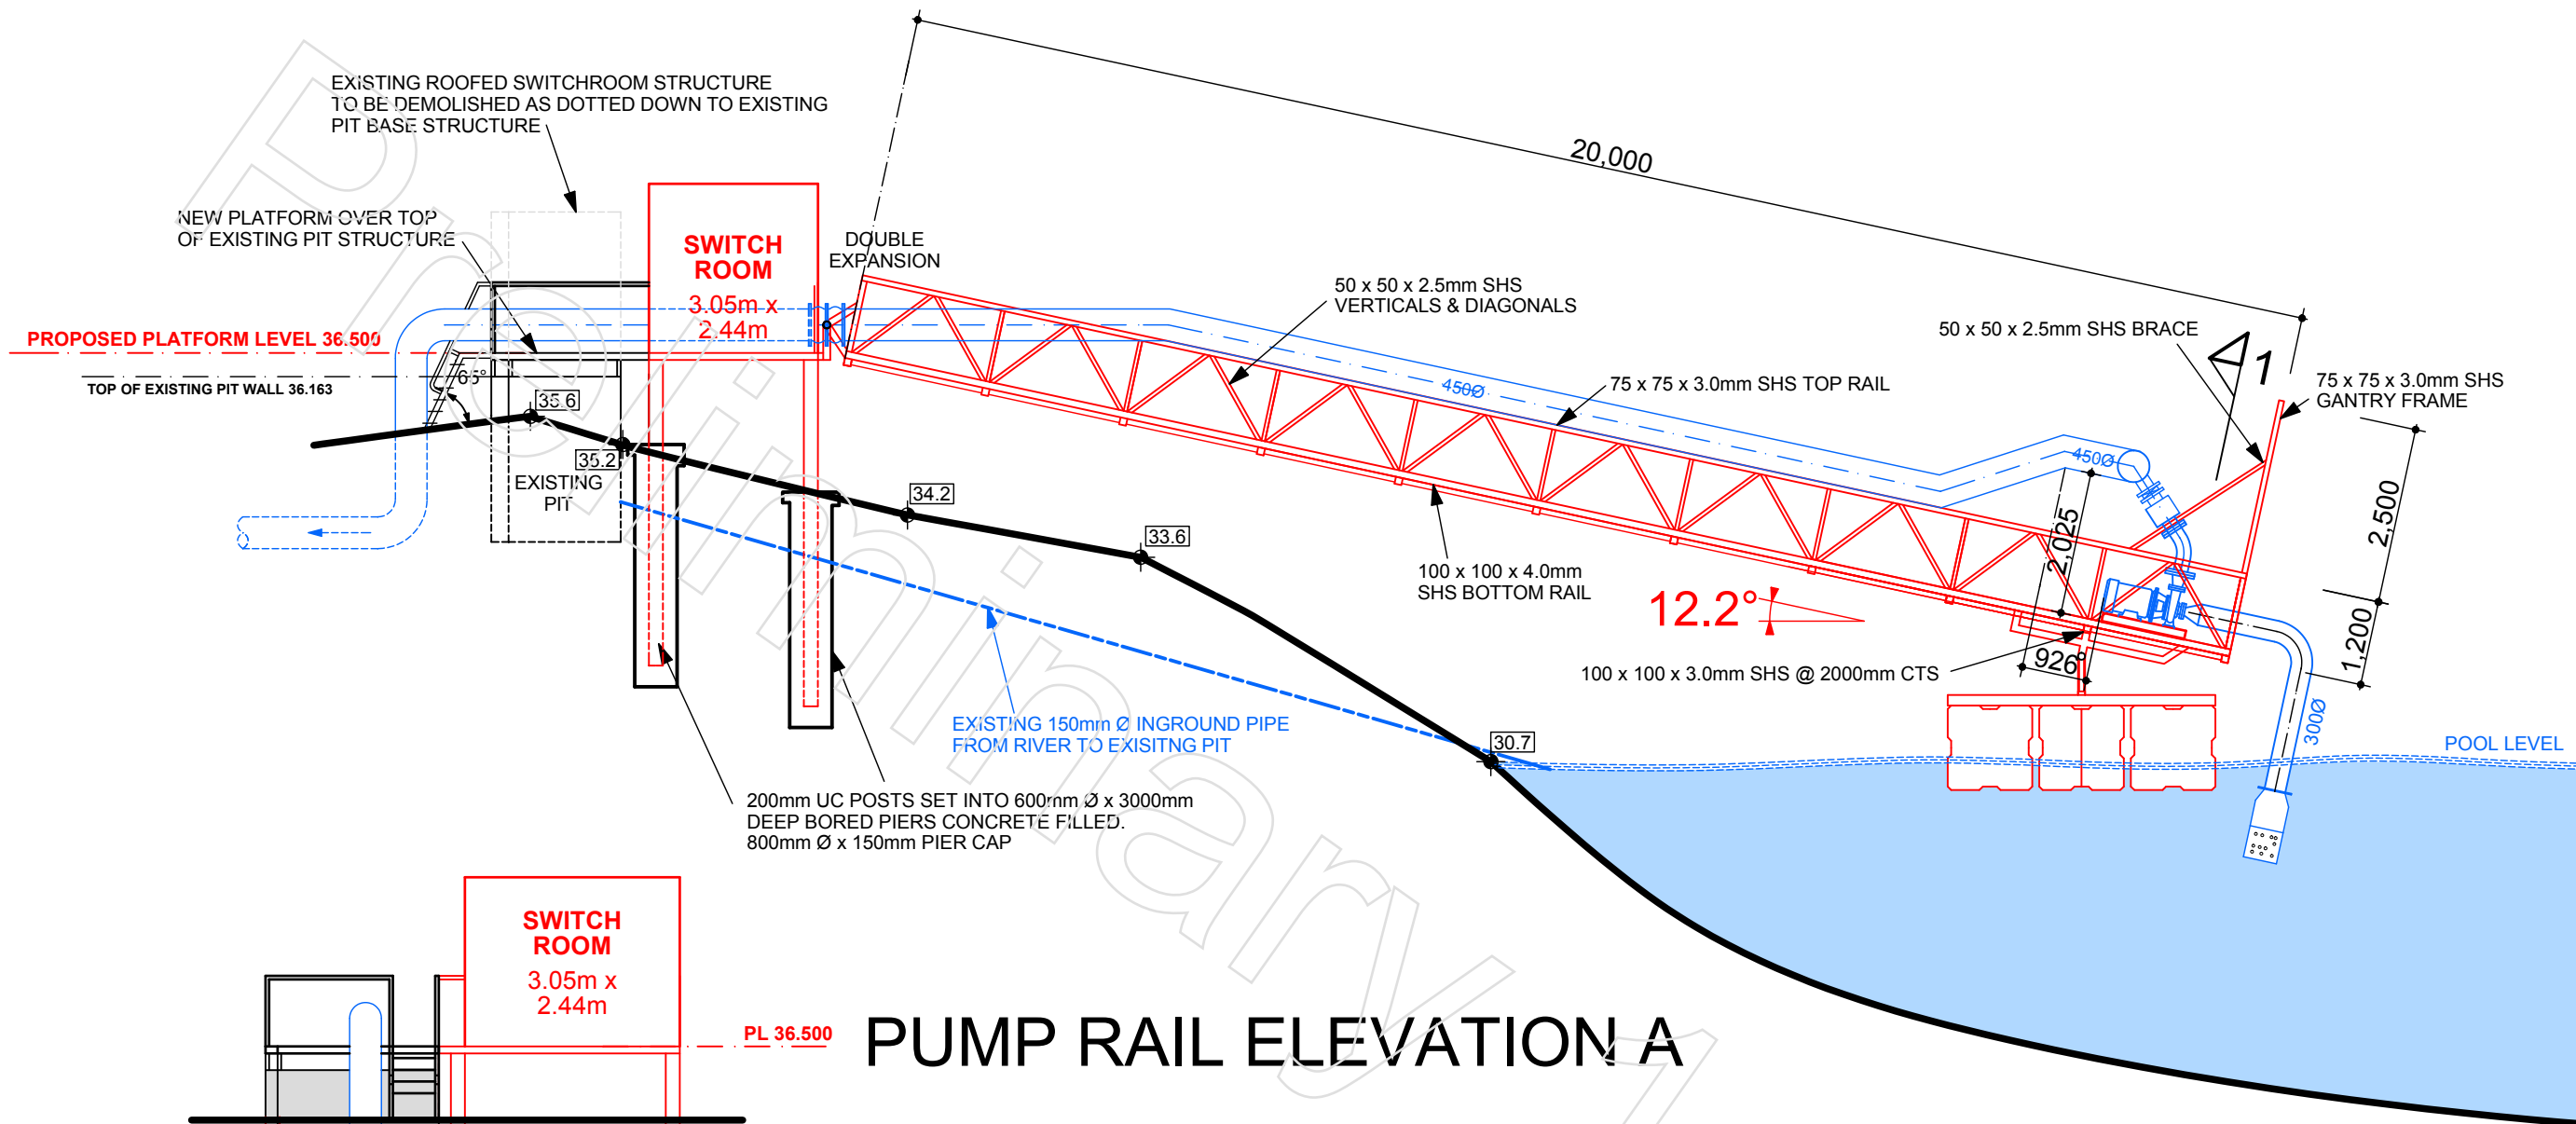 EXISTING ROOFED SWITCHROOM STRUCTURE
TO BE DEMOLISHED AS DOTTED DOWN TO EXISTING
PIT BASE STRUCTURE
20,000
NEW PLATFORM OVER TOP
OF EXISTING PIT STRUCTURE
SWITCH
ROOM
3.05m x
2.44m
DOUBLE
EXPANSION
50 x 50 x 2.5mm SHS
VERTICALS & DIAGONALS
50 x 50 x 2.5mm SHS BRACE
1
PROPOSED PLATFORM LEVEL 36.500
TOP OF EXISTING PIT WALL 36.163
65°
450Ø
75 x 75 x 3.0mm SHS TOP RAIL
75 x 75 x 3.0mm SHS
GANTRY FRAME
35.6
35.2
EXISTING
PIT
34.2
33.6
450Ø
2,025
2,500
1,200
100 x 100 x 4.0mm
SHS BOTTOM RAIL
12.2°
100 x 100 x 3.0mm SHS @ 2000mm CTS
926
300Ø
EXISTING 150mm Ø INGROUND PIPE
FROM RIVER TO EXISITNG PIT
30.7
POOL LEVEL
200mm UC POSTS SET INTO 600mm Ø x 3000mm
DEEP BORED PIERS CONCRETE FILLED.
800mm Ø x 150mm PIER CAP
SWITCH
ROOM
3.05m x
2.44m
PL 36.500
PUMP RAIL ELEVATION A
Preliminary 1